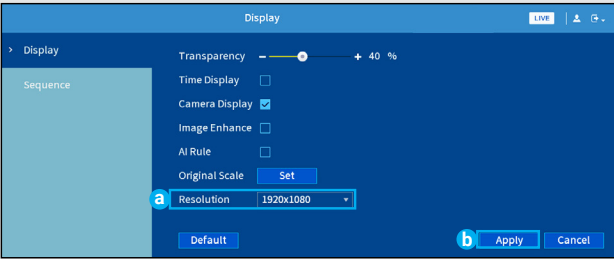 Display
LIVE
> Display
Sequence
Transparency − + 40 %
Time Display
Camera Display
Image Enhance
AI Rule
Original Scale Set
a Resolution 1920x1080
Default
b Apply Cancel